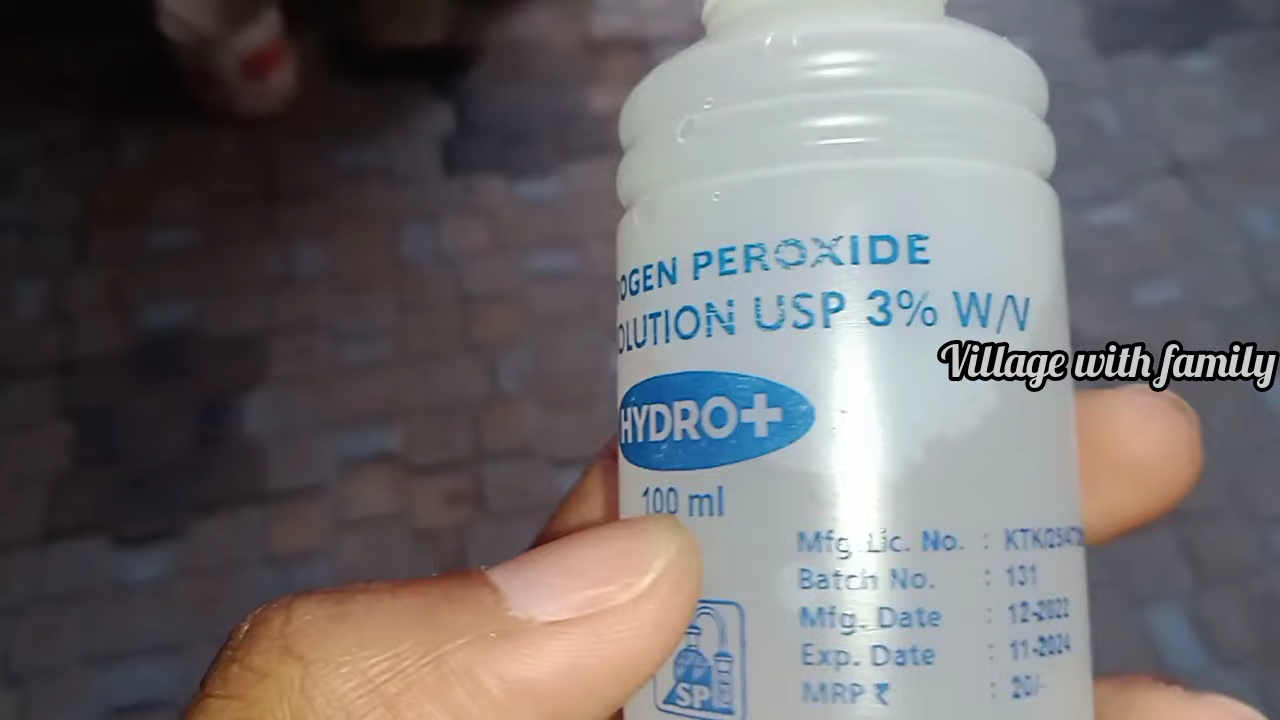 OGEN PEROXIDE
OLUTION USP 3% W/V
HYDRO+
100 ml
Village with family
Mfg. Lic. No. :
Batch No. : 131
Mfg. Date : 12-2022
Exp. Date : 11-2024
MRP ₹ : 20/-
SP